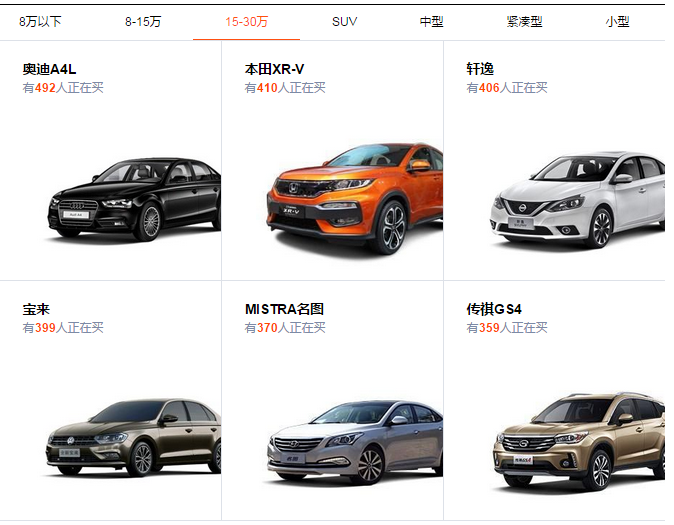 8万以下 8-15万 15-30万 SUV 中型 紧凑型 小型
奥迪A4L 本田XR-V 轩逸
有492人正在买 有410人正在买 有406人正在买
XR-V
宝来 MISTRA名图 传祺GS4
有399人正在买 有370人正在买 有359人正在买